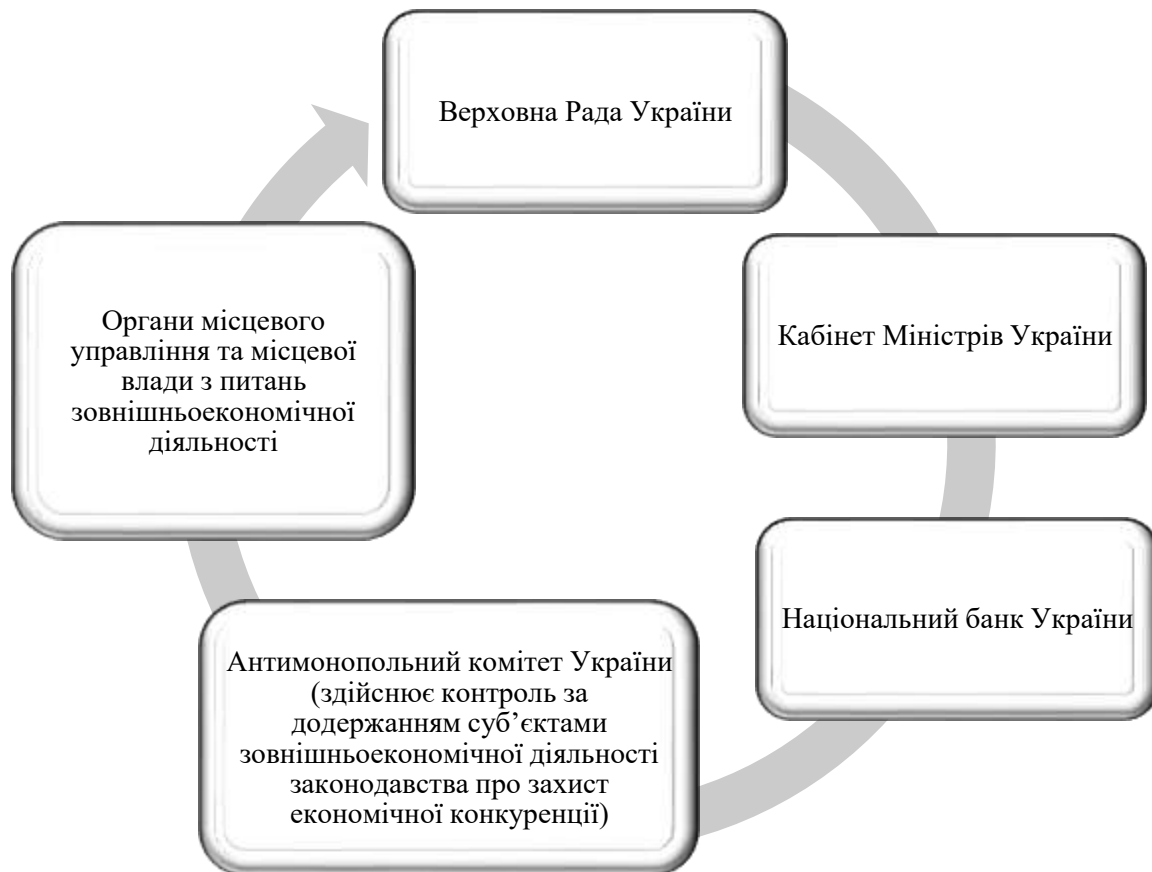 Верховна Рада України
Кабінет Міністрів України
Національний банк України
Антимонопольний комітет України
(здійснює контроль за
додержанням суб’єктами
зовнішньоекономічної діяльності
законодавства про захист
економічної конкуренції)
Органи місцевого
управління та місцевої
влади з питань
зовнішньоекономічної
діяльності